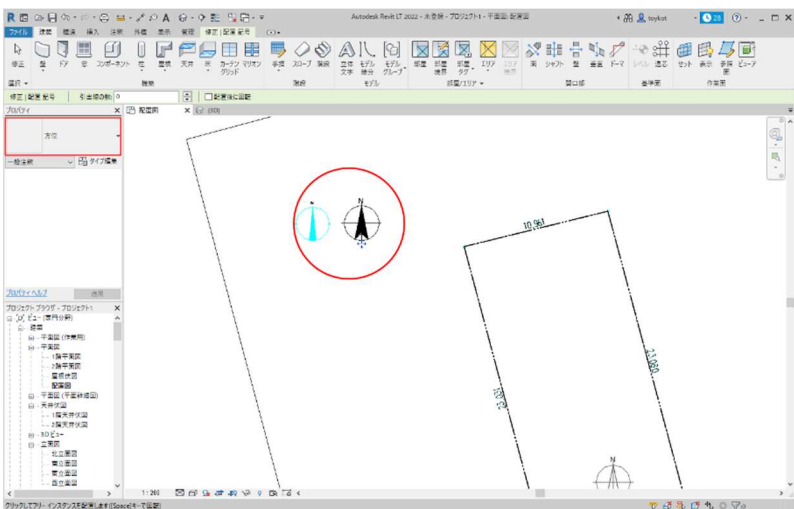 Autodesk Revit LT 2022 - 未登録 - プロジェクト1 - 平面図: 配置図
toykot
28
ファイル 建築 構造 挿入 注釈 外構 表示 管理 修正 | 配置 記号
修正 壁 ドア 窓 コンポーネント 柱 屋根 天井 床 カーテン グリッド マリオン 手摺 スロープ 階段 立体 文字 モデル 線分 モデル グループ 部屋 部屋 境界 部屋 タグ エリア エリア 境界 面 シャフト 壁 垂直 ドーマ レベル 通芯 セット 表示 参照 面 ビューア
選択 構築 階段 モデル 部屋/エリア 開口部 基準面 作業面
修正 | 配置 記号 引出線の数: 0 配置後に回転
プロパティ
配置図
{3D}
方位
一般注釈 タイプ編集
プロパティ ヘルプ 適用
プロジェクト ブラウザ - プロジェクト1
ビュー (専門分野)
建築
平面図 (作業用)
平面図
1階平面図
2階平面図
屋根伏図
配置図
平面図 (平面詳細図)
天井伏図
1階天井伏図
2階天井伏図
3D ビュー
立面図
北立面図
南立面図
東立面図
西立面図
N
10.961
23.080
N
1 : 200
クリックしてフリー インスタンスを配置します([Space]キーで回転)